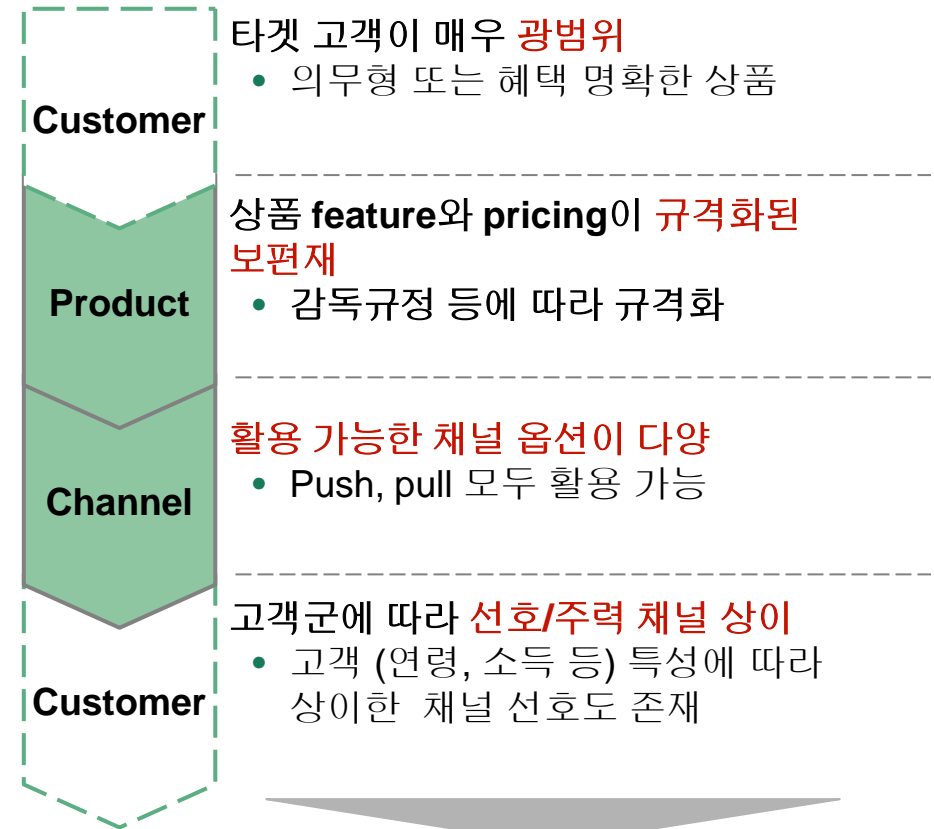 타겟 고객이 매우 광범위
• 의무형 또는 혜택 명확한 상품
Customer
상품 feature와 pricing이 규격화된
보편재
Product
• 감독규정 등에 따라 규격화
활용 가능한 채널 옵션이 다양
• Push, pull 모두 활용 가능
Channel
고객군에 따라 선호/주력 채널 상이
• 고객 (연령, 소득 등) 특성에 따라
상이한 채널 선호도 존재
Customer